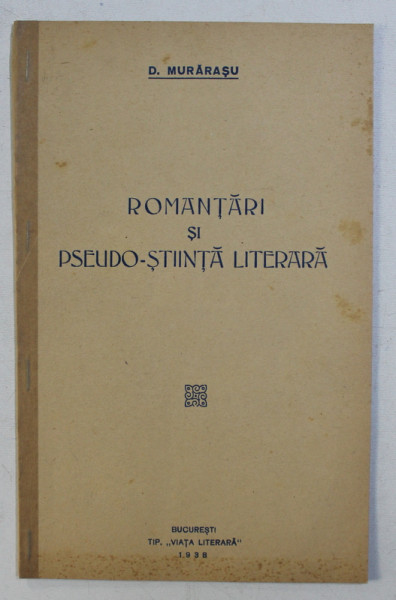 D. MURĂRAȘU
ROMANȚĂRI
ȘI
PSEUDO-ȘTIINȚĂ LITERARĂ
BUCUREȘTI
TIP. „VIAȚA LITERARĂ"
1938